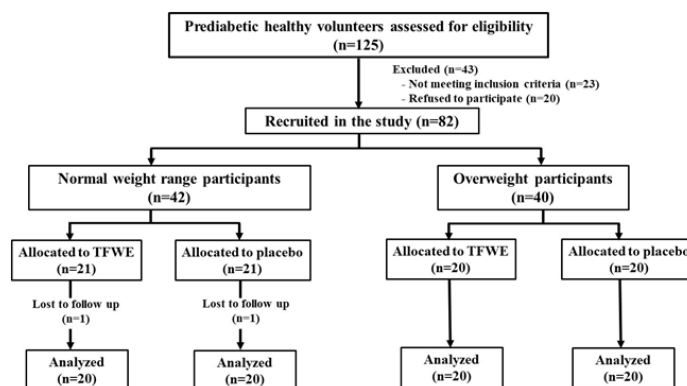 Prediabetic healthy volunteers assessed for eligibility
(n=125)
Excluded (n=43)
- Not meeting inclusion criteria (n=23)
- Refused to participate (n=20)
Recruited in the study (n=82)
Normal weight range participants
(n=42)
Overweight participants
(n=40)
Allocated to TFWE
(n=21)
Allocated to placebo
(n=21)
Allocated to TFWE
(n=20)
Allocated to placebo
(n=20)
Lost to follow up
(n=1)
Lost to follow up
(n=1)
Analyzed
(n=20)
Analyzed
(n=20)
Analyzed
(n=20)
Analyzed
(n=20)